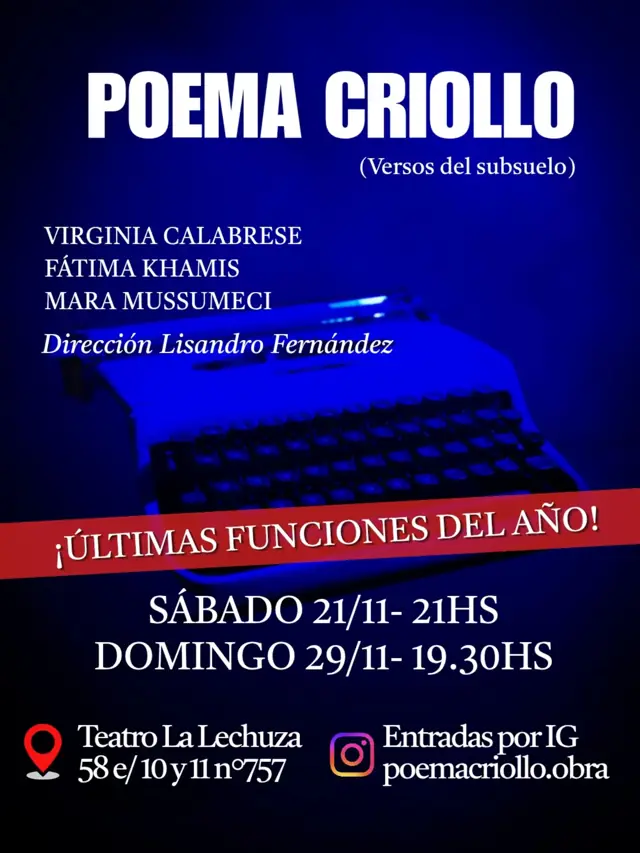 POEMA CRIOLLO
(Versos del subsuelo)
VIRGINIA CALABRESE
FÁTIMA KHAMIS
MARA MUSSUMECI
Dirección Lisandro Fernández
¡ÚLTIMAS FUNCIONES DEL AÑO!
SÁBADO 21/11- 21HS
DOMINGO 29/11- 19.30HS
Teatro La Lechuza
58 e/ 10 y 11 n°757
Entradas por IG
poemacriollo.obra